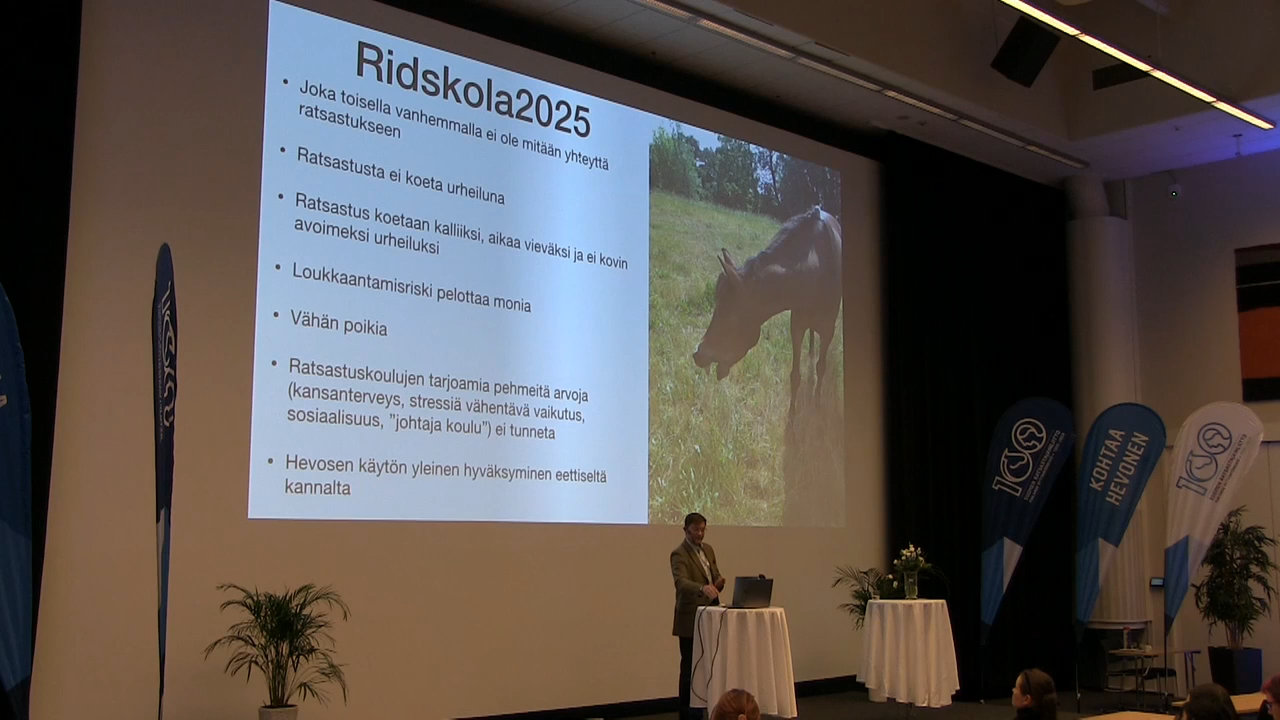 Ridskola2025
• Joka toisella vanhemmalla ei ole mitään yhteyttä
ratsastukseen
• Ratsastusta ei koeta urheiluna
• Ratsastus koetaan kalliiksi, aikaa vieväksi ja ei kovin
avoimeksi urheiluksi
• Loukkaantamisriski pelottaa monia
• Vähän poikia
• Ratsastuskoulujen tarjoamia pehmeitä arvoja
(kansanterveys, stressiä vähentävä vaikutus,
sosiaalisuus, ”johtaja koulu”) ei tunneta
• Hevosen käytön yleinen hyväksyminen eettiseltä
kannalta
100
KOHTAA
HEVONEN
100